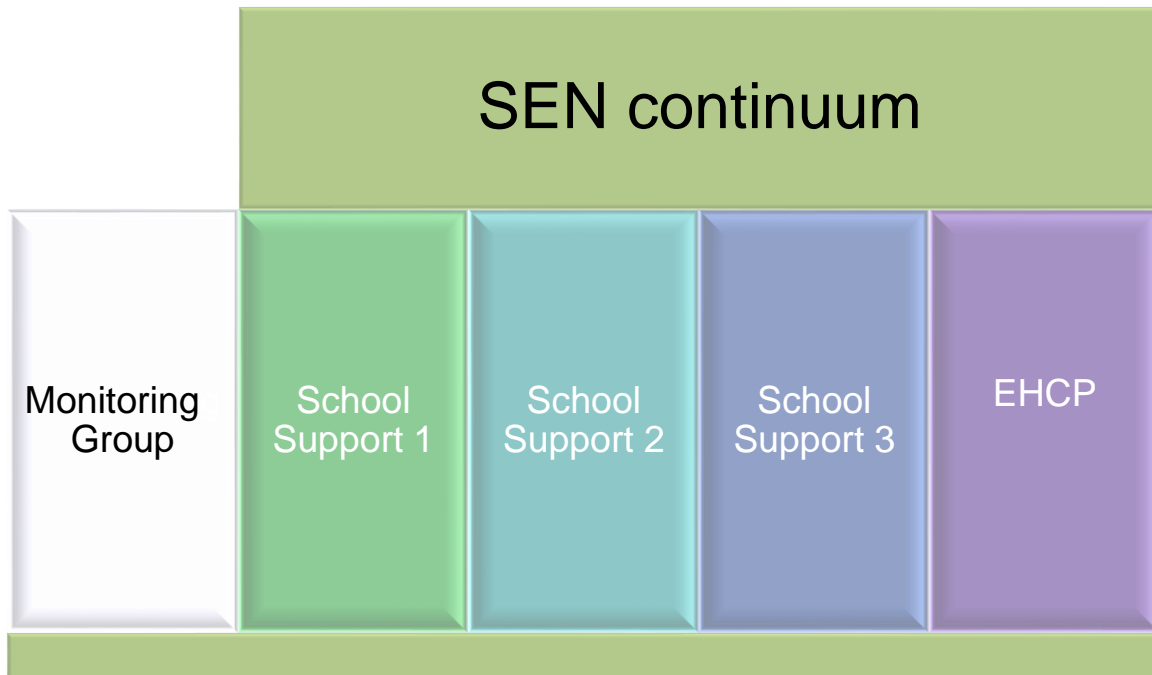 SEN continuum
Monitoring
Group
School
Support 1
School
Support 2
School
Support 3
EHCP